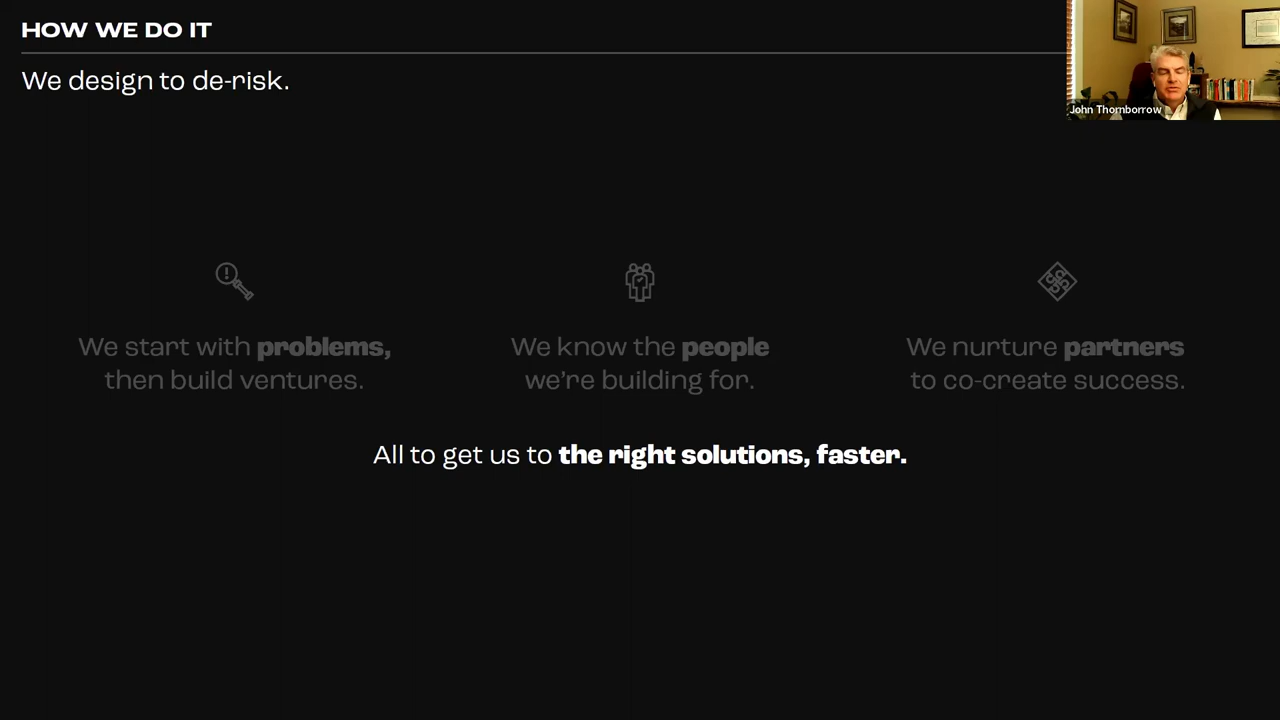 HOW WE DO IT
We design to de-risk.
John Thornborrow
We start with problems,
then build ventures.
We know the people
we're building for.
We nurture partners
to co-create success.
All to get us to the right solutions, faster.